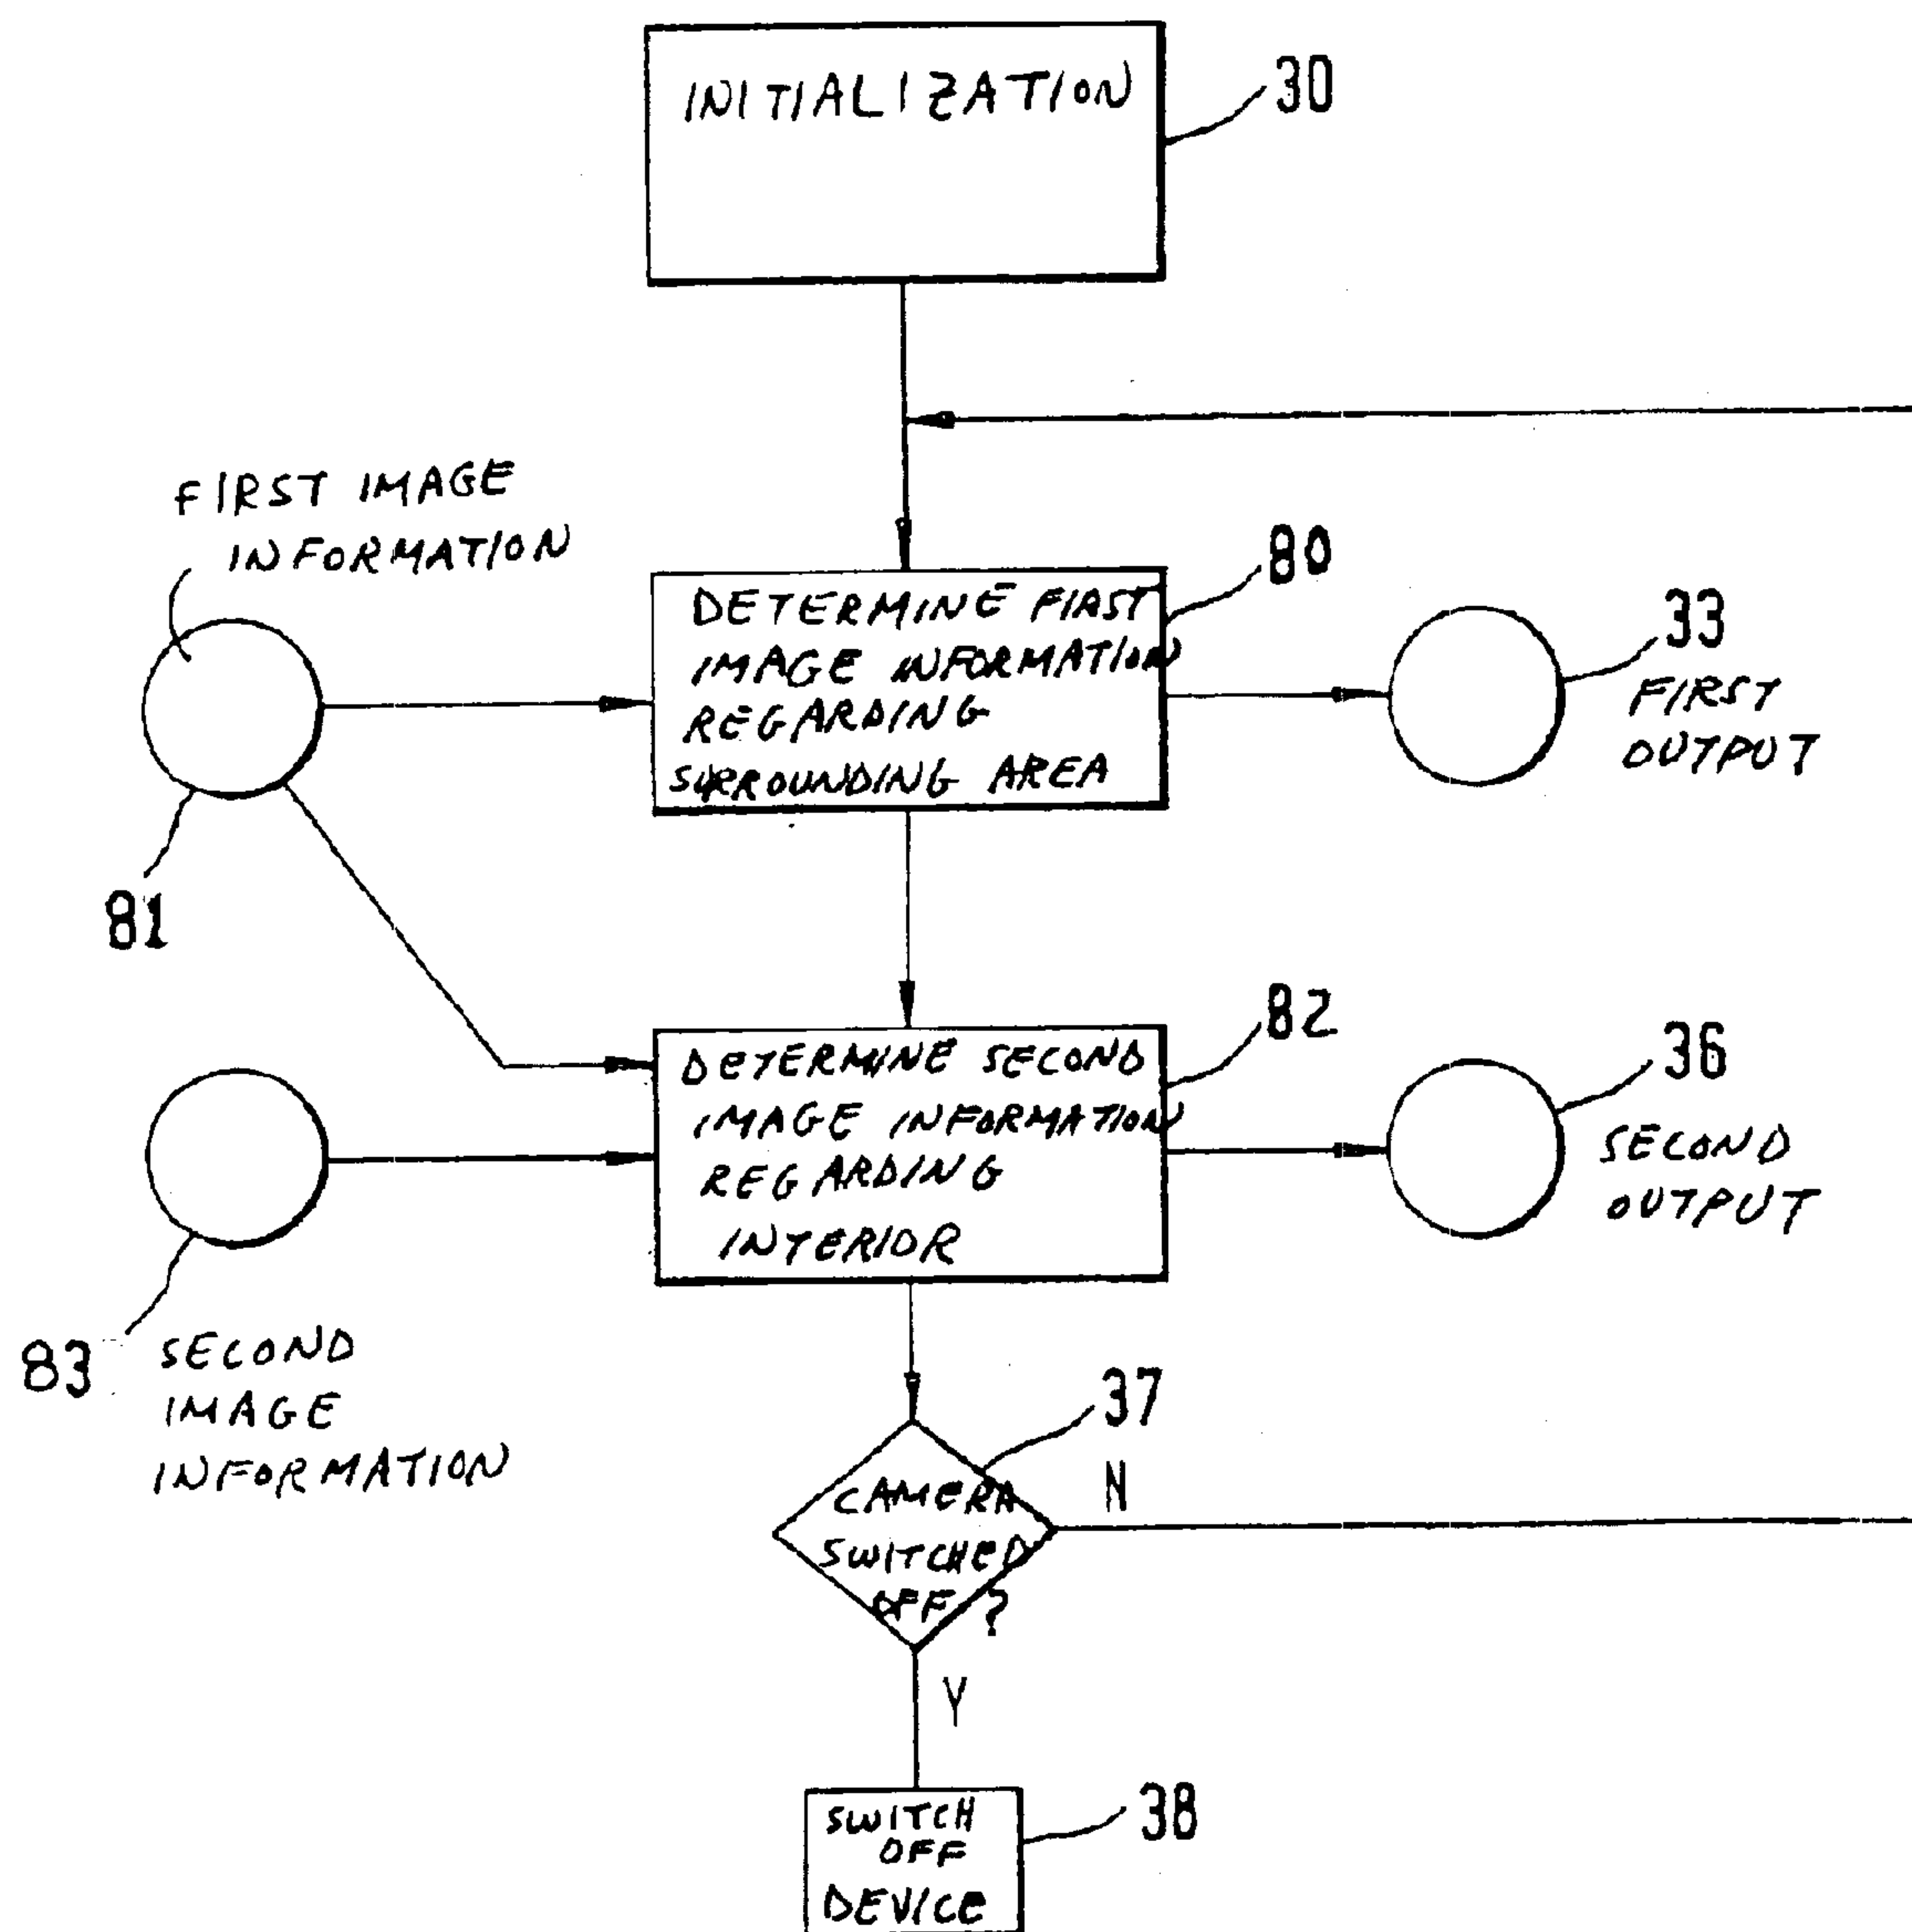 INITIALIZATION
30
FIRST IMAGE
INFORMATION
80
DETERMINE FIRST
IMAGE INFORMATION
REGARDING
SURROUNDING AREA
33
FIRST
OUTPUT
81
82
DETERMINE SECOND
IMAGE INFORMATION
REGARDING
INTERIOR
36
SECOND
OUTPUT
83
SECOND
IMAGE
INFORMATION
37
CAMERA
SWITCHED
OFF ?
N
Y
38
SWITCH
OFF
DEVICE